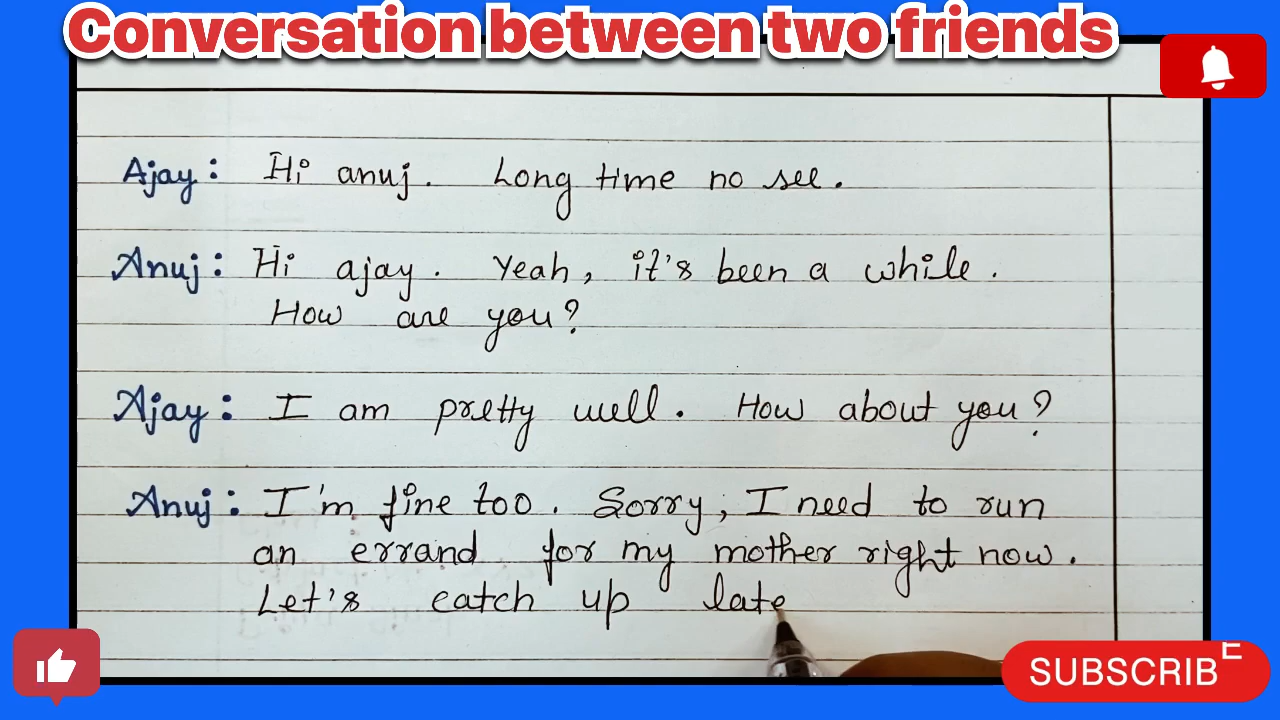 Conversation between two friends
Ajay: Hi anuj. Long time no see.
Anuj: Hi ajay. Yeah, it's been a while.
How are you?
Ajay: I am pretty well. How about you?
Anuj: I'm fine too. Sorry, I need to run
an errand for my mother right now.
Let's catch up late
SUBSCRIBE